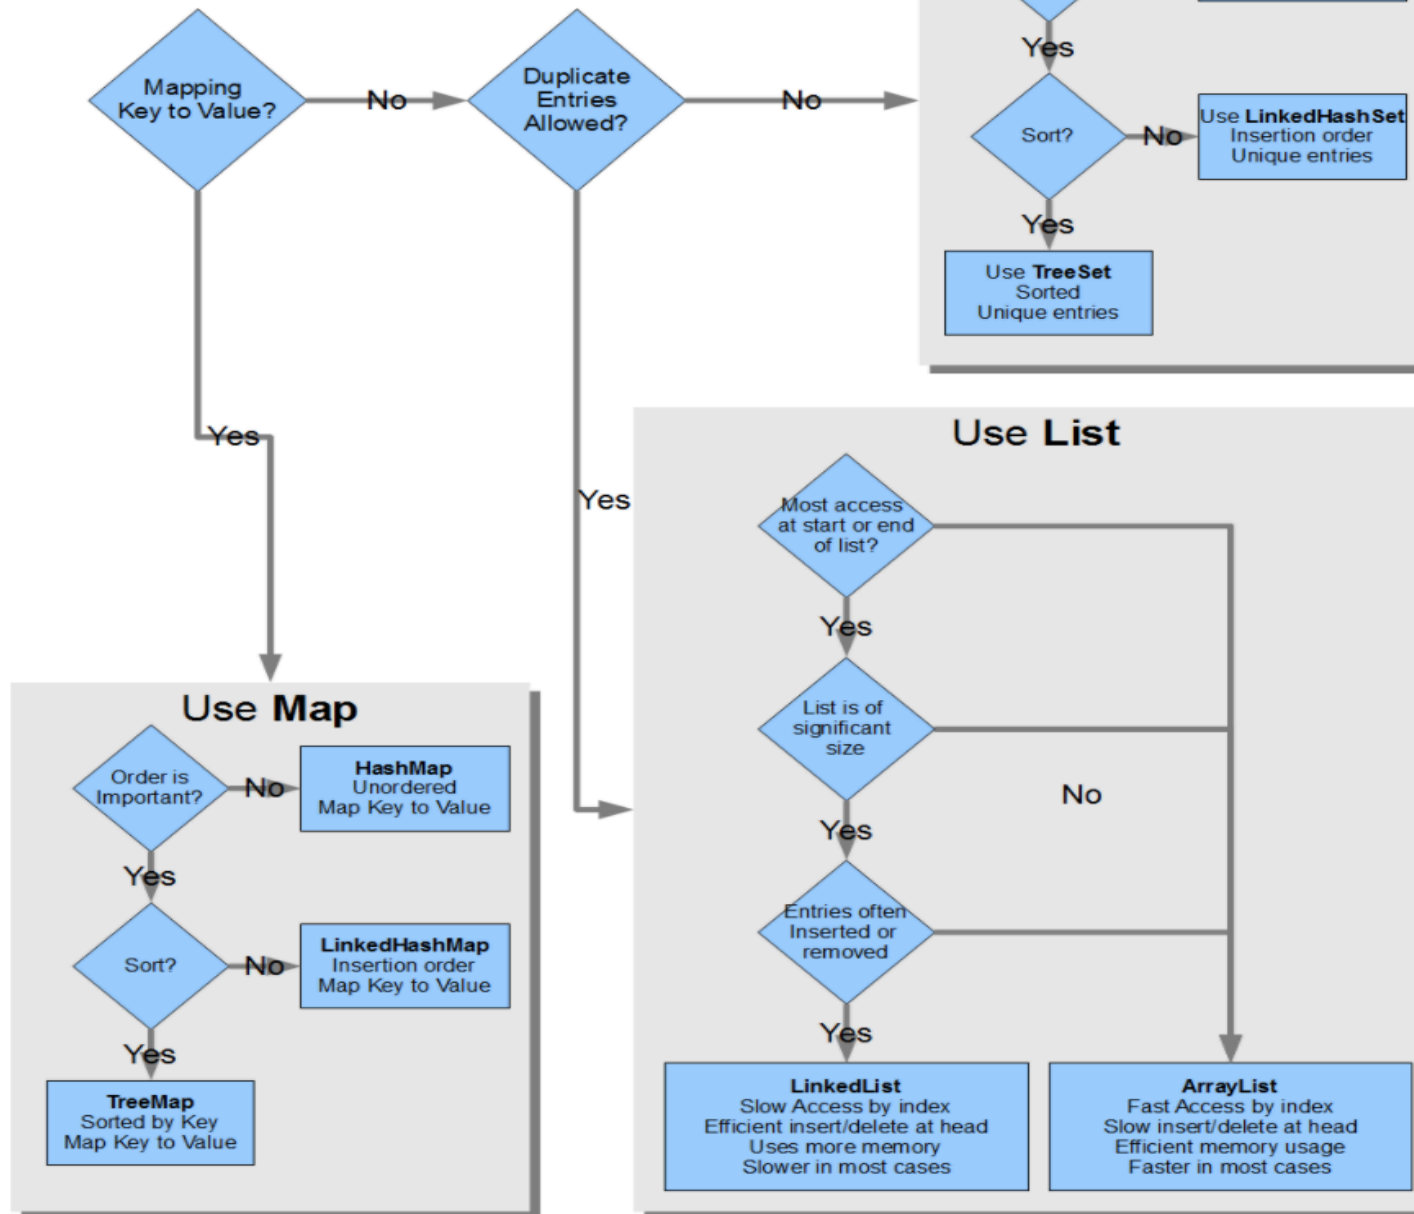 Mapping
Key to Value?
No
Duplicate
Entries
Allowed?
No
Yes
Sort?
No
Use LinkedHashSet
Insertion order
Unique entries
Yes
Use TreeSet
Sorted
Unique entries
Yes
Yes
Use List
Most access
at start or end
of list?
Yes
List is of
significant
size
No
Yes
Entries often
Inserted or
removed
Yes
LinkedList
Slow Access by index
Efficient insert/delete at head
Uses more memory
Slower in most cases
ArrayList
Fast Access by index
Slow insert/delete at head
Efficient memory usage
Faster in most cases
Use Map
Order is
Important?
No
HashMap
Unordered
Map Key to Value
Yes
Sort?
No
LinkedHashMap
Insertion order
Map Key to Value
Yes
TreeMap
Sorted by Key
Map Key to Value